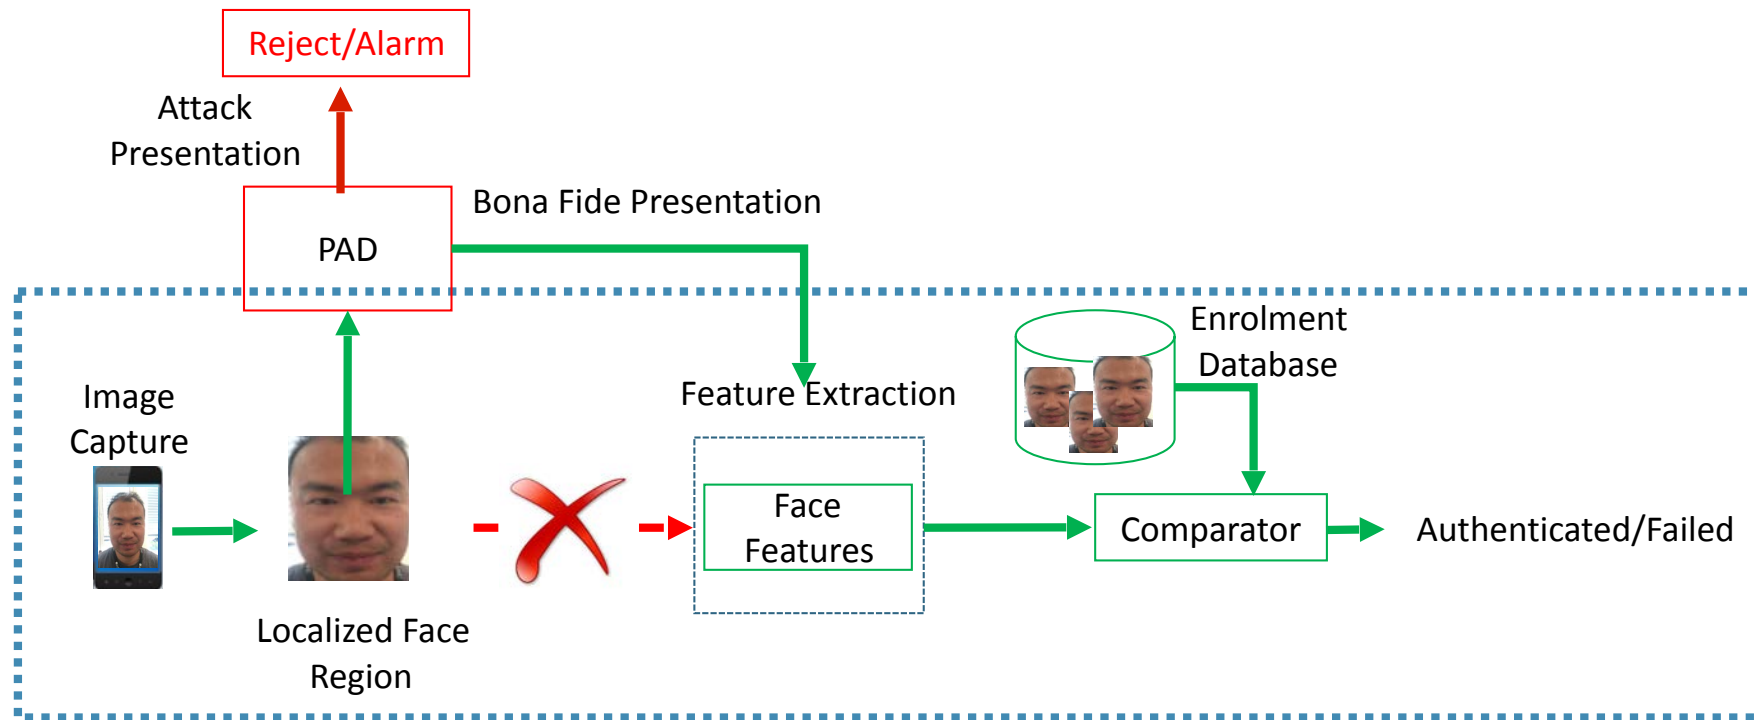 Reject/Alarm
Attack
Presentation
Bona Fide Presentation
PAD
Enrolment
Database
Image
Capture
Feature Extraction
Face
Features
Comparator
Authenticated/Failed
Localized Face
Region